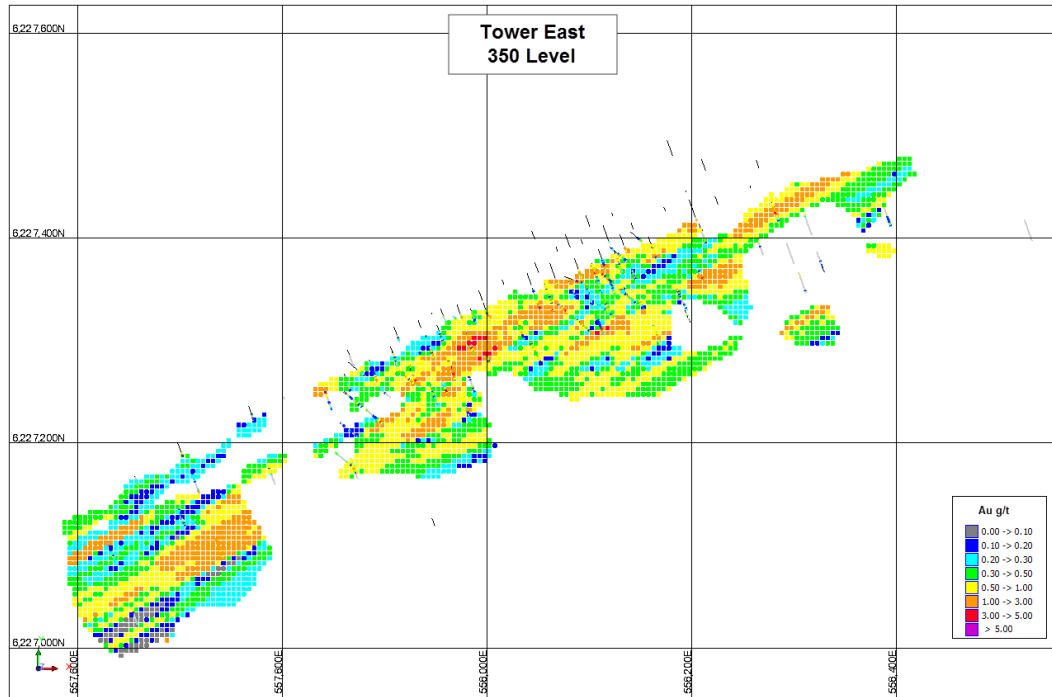 6,227,600N
Tower East
350 Level
6,227,400N
6,227,200N
6,227,000N
Au g/t
0.00 -> 0.10
0.10 -> 0.20
0.20 -> 0.30
0.30 -> 0.50
0.50 -> 1.00
1.00 -> 3.00
3.00 -> 5.00
> 5.00
X
557,600E
557,800E
558,000E
558,200E
558,400E